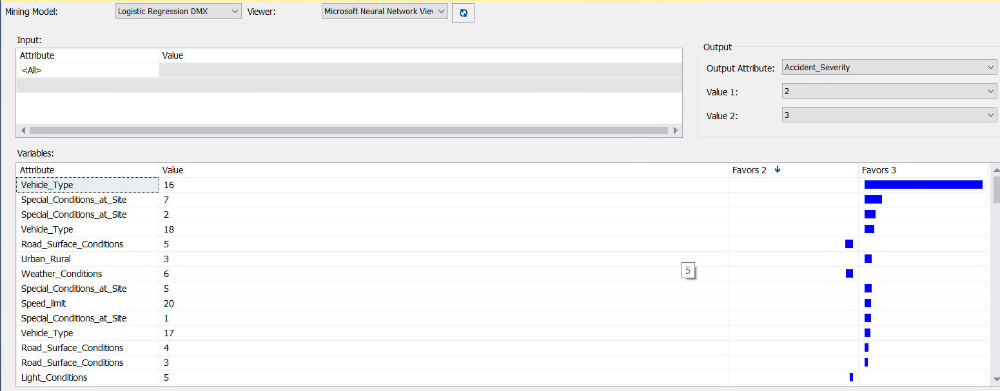 Mining Model: Logistic Regression DMX Viewer: Microsoft Neural Network Viev
Input:
Attribute Value
<All>
Output
Output Attribute: Accident_Severity
Value 1: 2
Value 2: 3
Variables:
Attribute Value Favors 2 Favors 3
Vehicle_Type 16
Special_Conditions_at_Site 7
Special_Conditions_at_Site 2
Vehicle_Type 18
Road_Surface_Conditions 5
Urban_Rural 3
Weather_Conditions 6
5
Special_Conditions_at_Site 5
Speed_limit 20
Special_Conditions_at_Site 1
Vehicle_Type 17
Road_Surface_Conditions 4
Road_Surface_Conditions 3
Light_Conditions 5